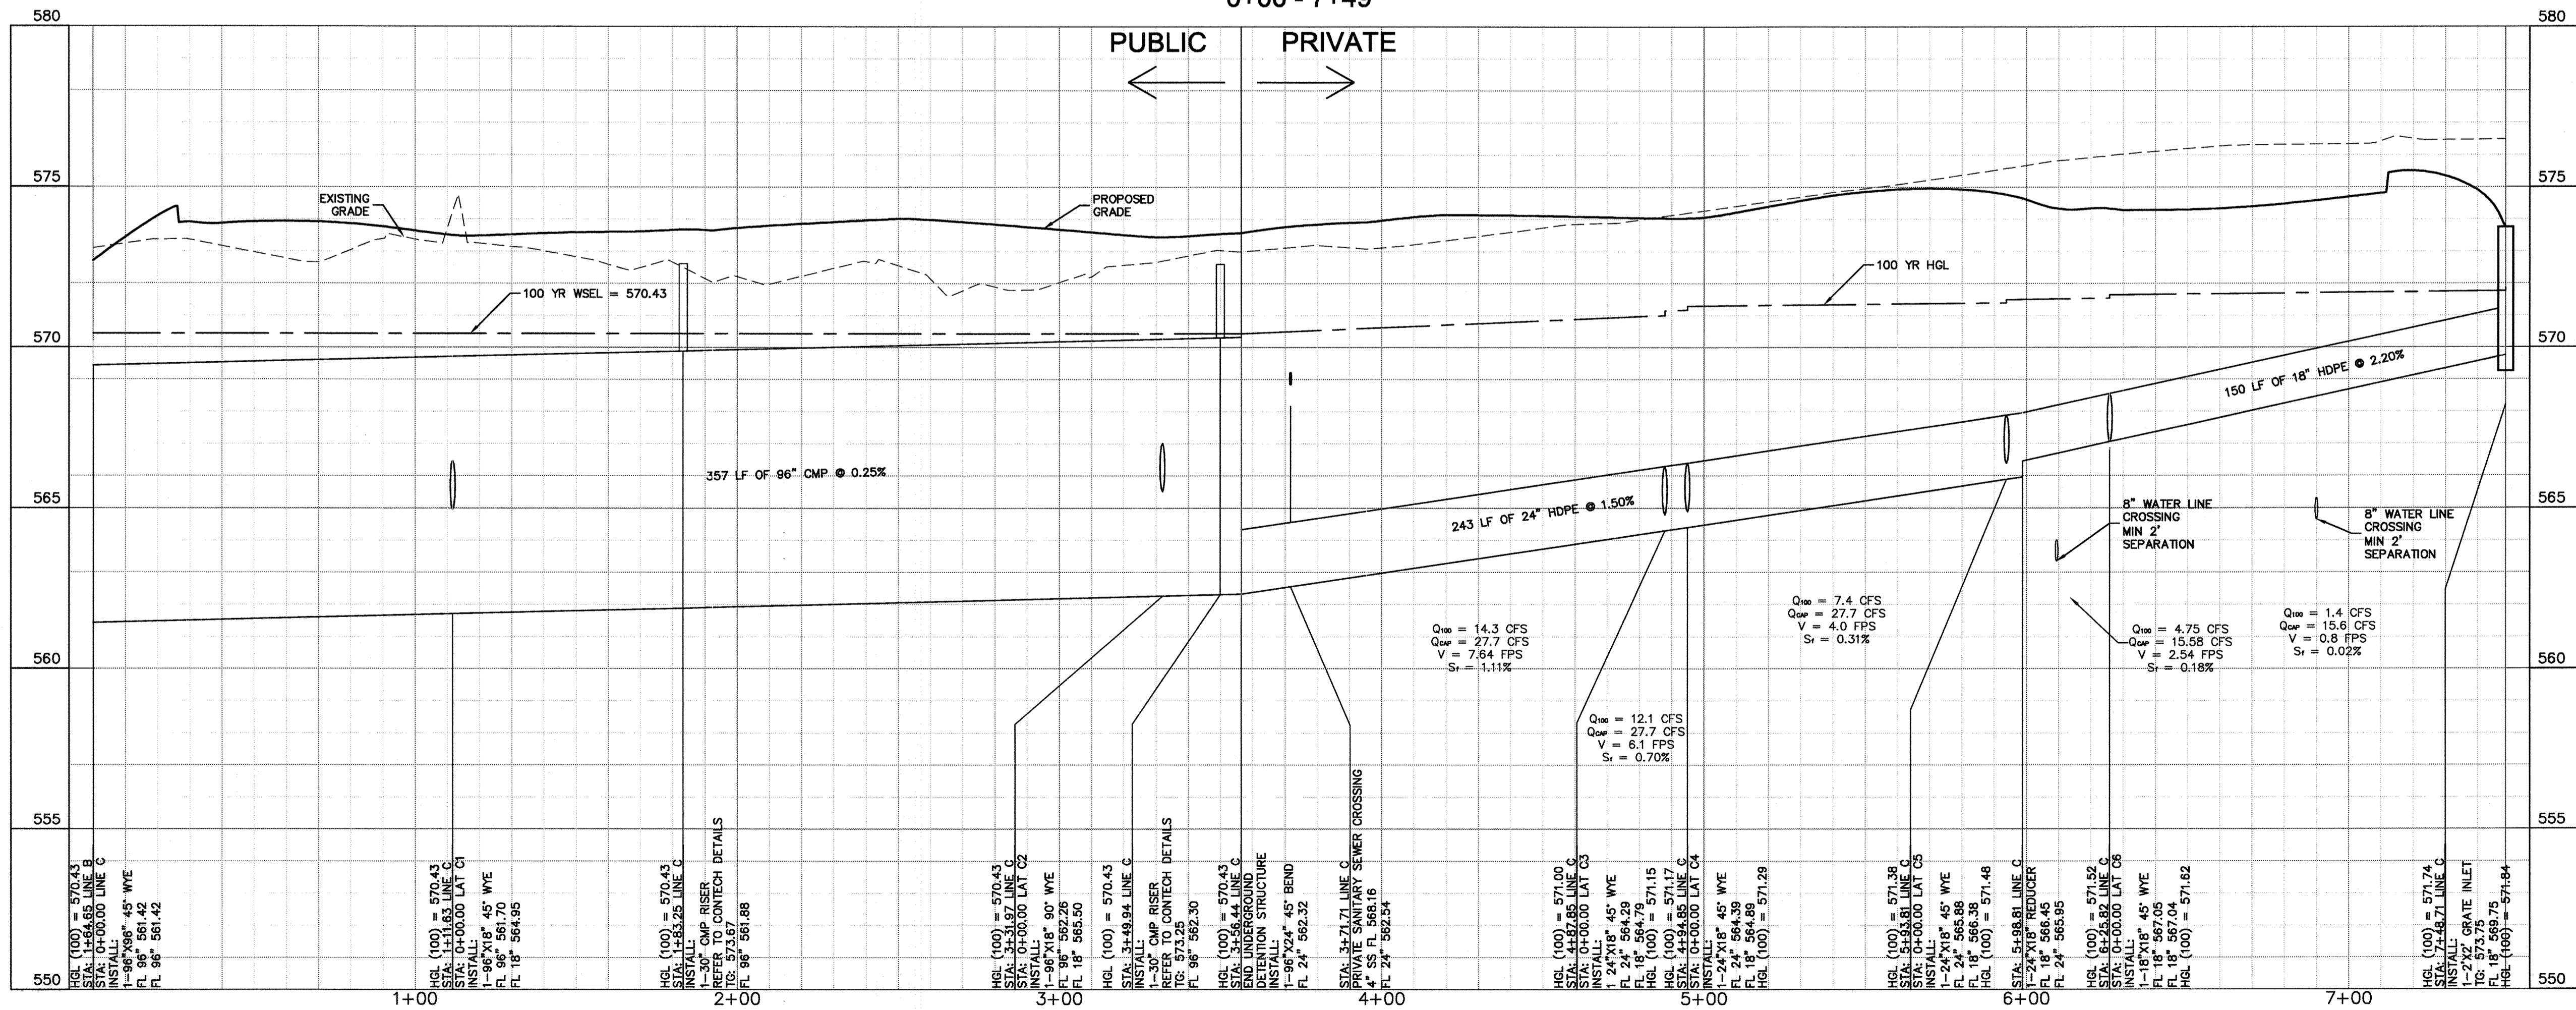 580
580
PUBLIC
PRIVATE
575
575
EXISTING
GRADE
PROPOSED
GRADE
100 YR WSEL = 570.43
100 YR HGL
570
570
150 LF OF 18" HDPE @ 2.20%
357 LF OF 96" CMP @ 0.25%
243 LF OF 24" HDPE @ 1.50%
565
565
8" WATER LINE
CROSSING
MIN 2'
SEPARATION
8" WATER LINE
CROSSING
MIN 2'
SEPARATION
Q100 = 14.3 CFS
QCAP = 27.7 CFS
V = 7.64 FPS
Sf = 1.11%
Q100 = 7.4 CFS
QCAP = 27.7 CFS
V = 4.0 FPS
Sf = 0.31%
Q100 = 4.75 CFS
QCAP = 15.58 CFS
V = 2.54 FPS
Sf = 0.18%
Q100 = 1.4 CFS
QCAP = 15.6 CFS
V = 0.8 FPS
Sf = 0.02%
560
560
Q100 = 12.1 CFS
QCAP = 27.7 CFS
V = 6.1 FPS
Sf = 0.70%
555
555
HGL (100) = 570.43
STA: 1+64.65 LINE B
STA: 0+00.00 LINE C
INSTALL:
1-96"X96" 45° WYE
FL 96" 561.42
FL 96" 561.42
HGL (100) = 570.43
STA: 1+11.63 LINE C
STA: 0+00.00 LAT C1
INSTALL:
1-96"X18" 45° WYE
FL 96" 561.70
FL 18" 564.95
HGL (100) = 570.43
STA: 1+83.25 LINE C
INSTALL:
1-30" CMP RISER
REFER TO CONTECH DETAILS
TG: 573.67
FL 96" 561.88
HGL (100) = 570.43
STA: 3+31.97 LINE C
STA: 0+00.00 LAT C2
INSTALL:
1-96"X18" 90° WYE
FL 96" 562.26
FL 18" 565.50
HGL (100) = 570.43
STA: 3+49.94 LINE C
INSTALL:
1-30" CMP RISER
REFER TO CONTECH DETAILS
TG: 573.25
FL 96" 562.30
HGL (100) = 570.43
STA: 3+56.44 LINE C
END UNDERGROUND
DETENTION STRUCTURE
INSTALL:
1-96"X24" 45° BEND
FL 24" 562.32
STA: 3+71.71 LINE C
PRIVATE SANITARY SEWER CROSSING
4" SS FL 568.16
FL 24" 562.54
HGL (100) = 571.00
STA: 4+87.85 LINE C
STA: 0+00.00 LAT C3
INSTALL:
1 24"X18" 45° WYE
FL 24" 564.29
FL 18" 564.79
HGL (100) = 571.15
HGL (100) = 571.17
STA: 4+94.85 LINE C
STA: 0+00.00 LAT C4
INSTALL:
1-24"X18" 45° WYE
FL 24" 564.39
FL 18" 564.89
HGL (100) = 571.29
HGL (100) = 571.38
STA: 5+93.81 LINE C
STA: 0+00.00 LAT C5
INSTALL:
1-24"X18" 45° WYE
FL 24" 565.88
FL 18" 566.38
HGL (100) = 571.48
STA: 5+98.81 LINE C
1-24"X18" REDUCER
FL 18" 566.45
FL 24" 565.95
HGL (100) = 571.52
STA: 6+25.82 LINE C
STA: 0+00.00 LAT C6
INSTALL:
1-18"X18" 45° WYE
FL 18" 567.05
FL 18" 567.04
HGL (100) = 571.62
HGL (100) = 571.74
STA: 7+48.71 LINE C
INSTALL:
1-2'X2' GRATE INLET
TG: 573.75
FL 18" 569.75
HGL (100) = 571.84
550
550
1+00
2+00
3+00
4+00
5+00
6+00
7+00